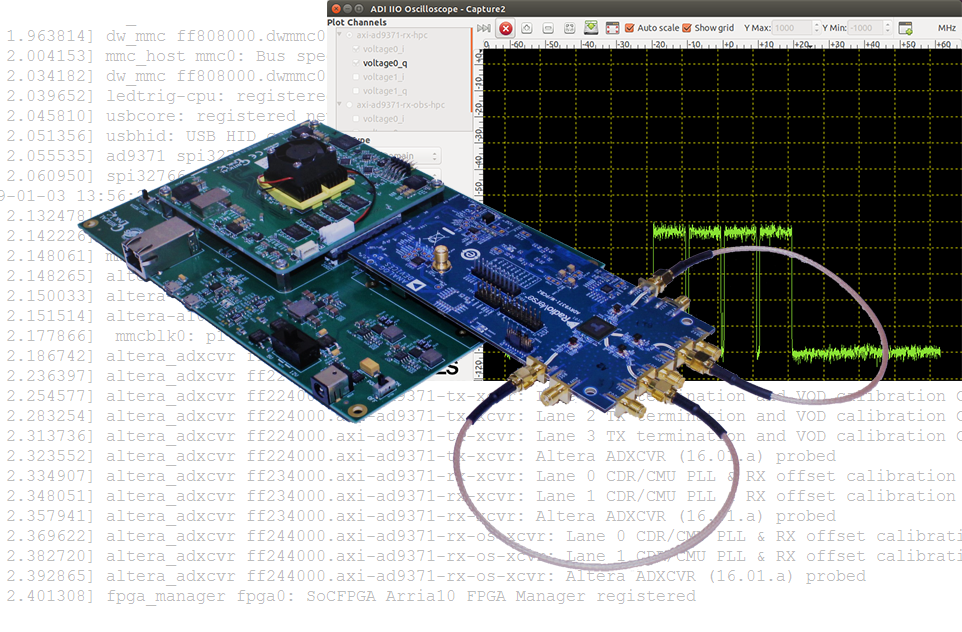 ADI IIO Oscilloscope - Capture2
Plot Channels
axi-ad9371-rx-hpc
voltage0_i
voltage0_q
voltage1_i
voltage1_q
axi-ad9371-rx-obs-hpc
voltage0_i
Auto scale Show grid Y Max: 1000 Y Min: -1000 MHz
-60 -50 -40 -30 -20 -10 0 +10 +20 +30 +40 +50 +60
1.963814] dw_mmc ff808000.dwmmc0
2.004153] mmc_host mmc0: Bus spe
2.034182] dw_mmc ff808000.dwmmc0
2.039652] ledtrig-cpu: registere
2.045810] usbcore: registered ne
2.051356] usbhid: USB HID
2.055535] ad9371 spi327
2.060950] spi32766
9-01-03 13:56:
2.132478]
2.142226]
2.148061] m
2.148265] alte
2.150033] altera
2.151514] altera-a
2.177866] mmcblk0: p
2.186742] altera_adxcvr
2.236397] altera_adxcvr ff22
2.254577] altera_adxcvr ff224000.axi-ad9371-tx-x termination and VOD calibration
2.283554] altera_adxcvr ff224000.axi-ad9371-tx-xcvr: Lane 2 TX termination and VOD calibration
2.313736] altera_adxcvr ff224000.axi-ad9371-tx-xcvr: Lane 3 TX termination and VOD calibration
2.323552] altera_adxcvr ff224000.axi-ad9371-tx-xcvr: Altera ADXCVR (16.01.a) probed
2.334907] altera_adxcvr ff234000.axi-ad9371-rx-xcvr: Lane 0 CDR/CMU PLL & RX offset calibration
2.348051] altera_adxcvr ff234000.axi-ad9371-rx-xcvr: Lane 1 CDR/CMU PLL & RX offset calibration
2.357941] altera_adxcvr ff234000.axi-ad9371-rx-xcvr: Altera ADXCVR (16.01.a) probed
2.369622] altera_adxcvr ff244000.axi-ad9371-rx-os-xcvr: Lane 0 CDR/CMU PLL & RX offset calibrati
2.382720] altera_adxcvr ff244000.axi-ad9371-rx-os-xcvr: Lane 1 CDR/CMU PLL & RX offset calibrati
2.392865] altera_adxcvr ff244000.axi-ad9371-rx-os-xcvr: Altera ADXCVR (16.01.a) probed
2.401308] fpga_manager fpga0: SoCFPGA Arria10 FPGA Manager registered
Radioverse